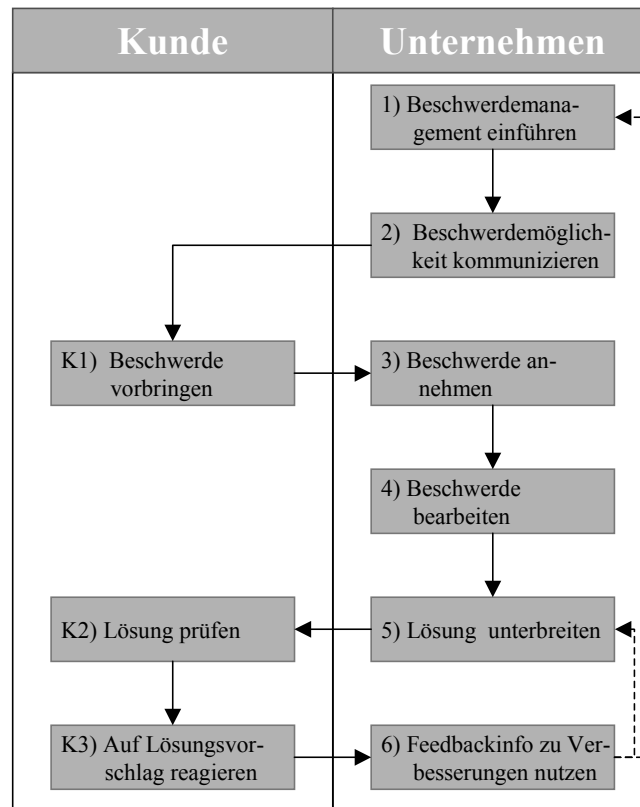 Kunde
Unternehmen
1) Beschwerdemana-
gement einführen
2) Beschwerdemöglich-
keit kommunizieren
K1) Beschwerde
vorbringen
3) Beschwerde an-
nehmen
4) Beschwerde
bearbeiten
K2) Lösung prüfen
5) Lösung unterbreiten
K3) Auf Lösungsvor-
schlag reagieren
6) Feedbackinfo zu Ver-
besserungen nutzen